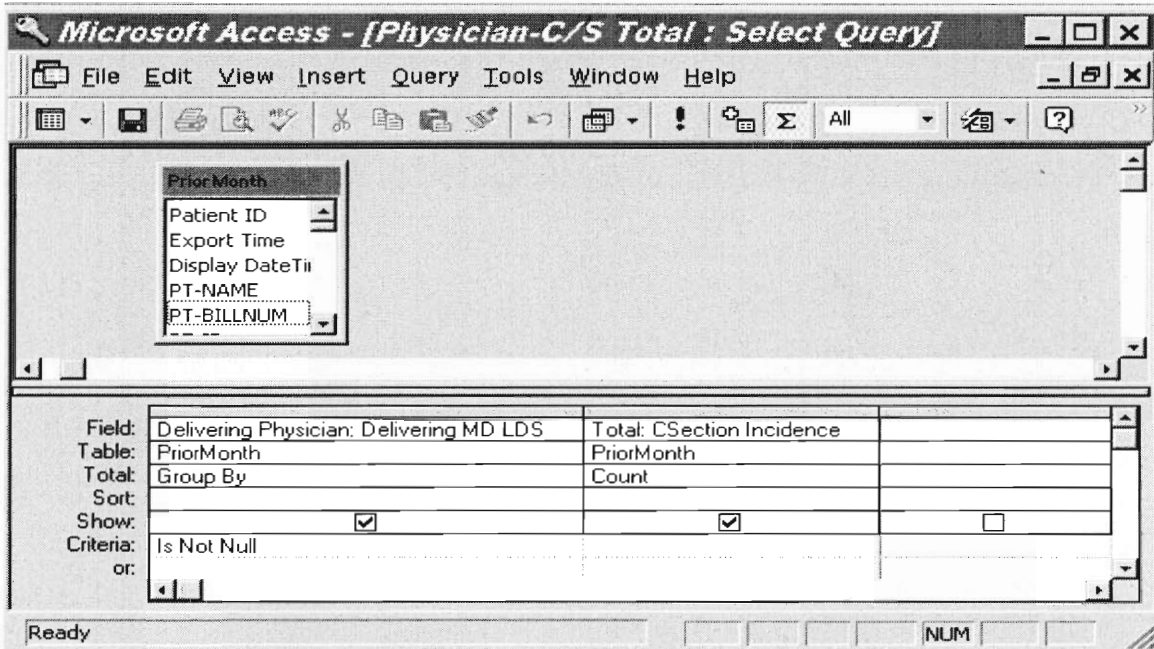 Microsoft Access - [Physician-C/S Total : Select Query]
File Edit View Insert Query Tools Window Help
Σ All
PriorMonth
Patient ID
Export Time
Display DateTi
PT-NAME
PT-BILLNUM
Field: Delivering Physician: Delivering MD LDS Total: CSection Incidence
Table: PriorMonth PriorMonth
Total: Group By Count
Sort:
Show:
Criteria: Is Not Null
or:
Ready NUM